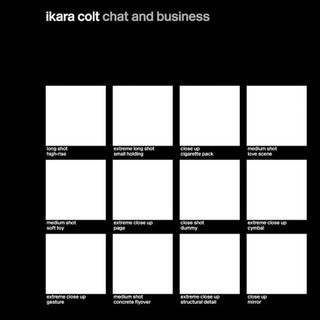 ikara colt chat and business
long shot
high-rise
extreme long shot
small holding
close up
cigarette pack
medium shot
love scene
medium shot
soft toy
extreme close up
page
close shot
dummy
extreme close up
cymbal
extreme close up
gesture
medium shot
concrete flyover
extreme close up
structural detail
close up
mirror